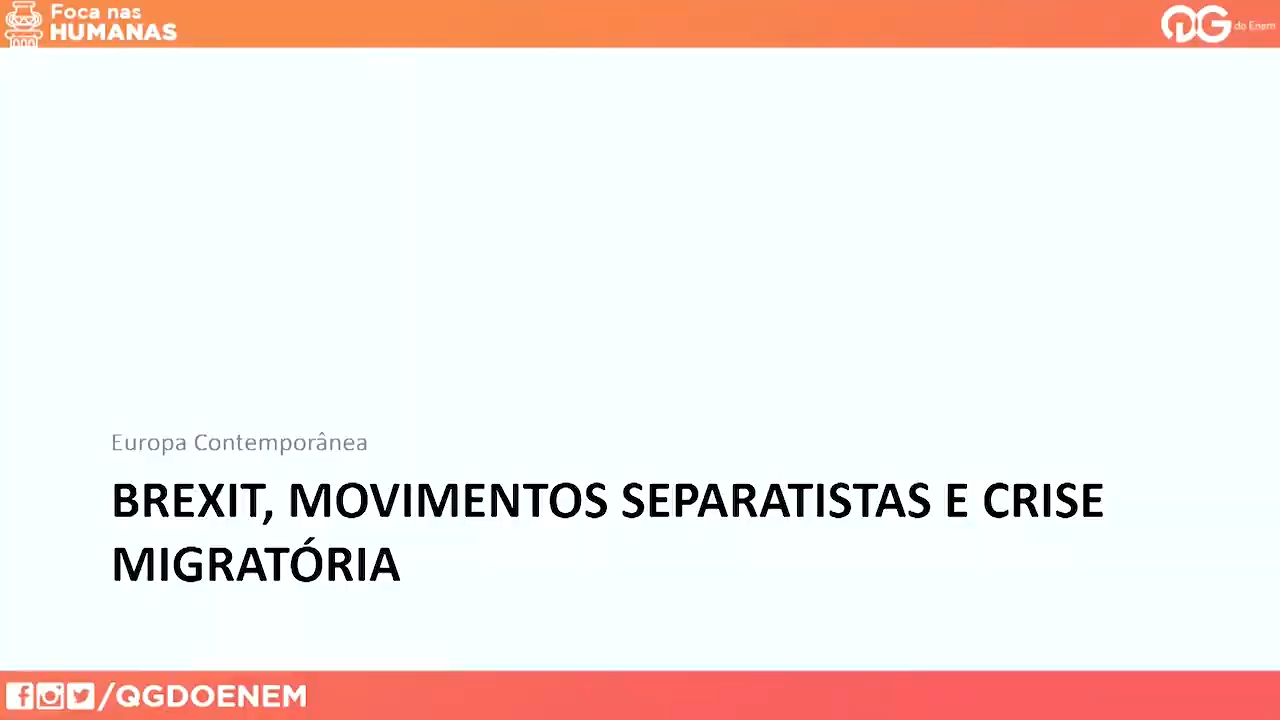 Foca nas
HUMANAS
QG do Enem
Europa Contemporânea
BREXIT, MOVIMENTOS SEPARATISTAS E CRISE
MIGRATÓRIA
/QGDOENEM